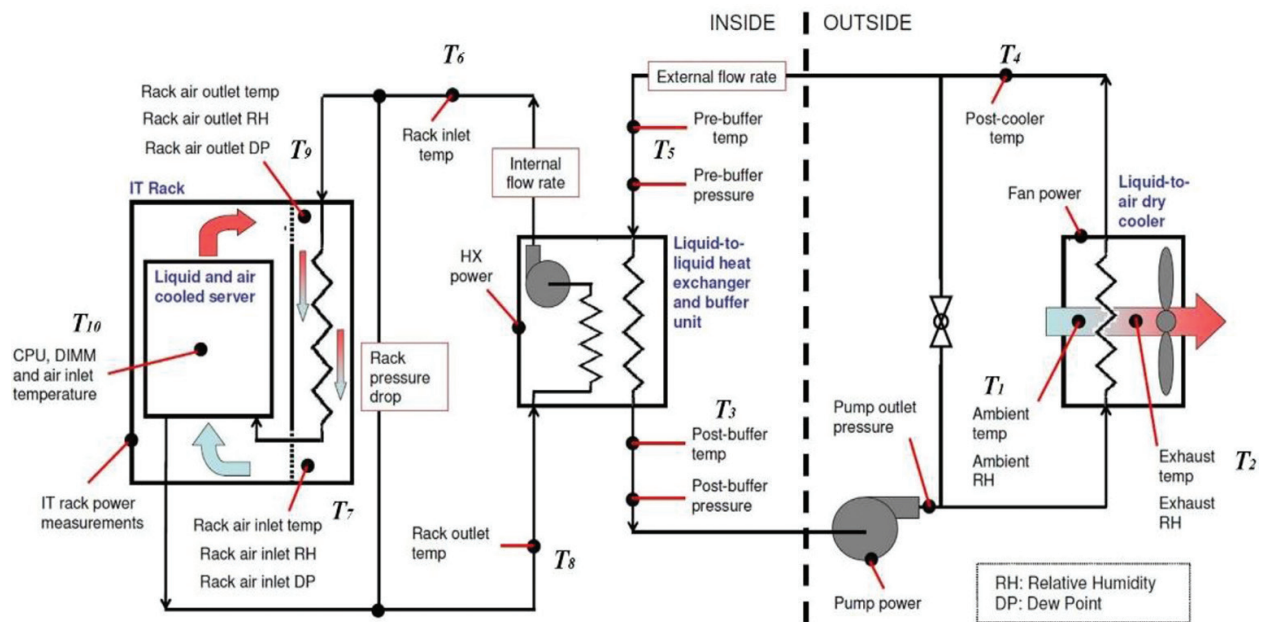 INSIDE
OUTSIDE
T6
T4
External flow rate
Rack air outlet temp
Rack air outlet RH
Rack air outlet DP
T9
Rack inlet
temp
Pre-buffer
temp
T5
Post-cooler
temp
Internal
flow rate
Pre-buffer
pressure
Fan power
Liquid-to-
air dry
cooler
IT Rack
HX
power
Liquid-to-
liquid heat
exchanger
and buffer
unit
Liquid and air
cooled server
T10
CPU, DIMM
and air inlet
temperature
Rack
pressure
drop
T3
Post-buffer
temp
Pump outlet
pressure
T1
Ambient
temp
Ambient
RH
Exhaust
temp
T2
Exhaust
RH
Post-buffer
pressure
IT rack power
measurements
T7
Rack air inlet temp
Rack air inlet RH
Rack air inlet DP
Rack outlet
temp
T8
Pump power
RH: Relative Humidity
DP: Dew Point